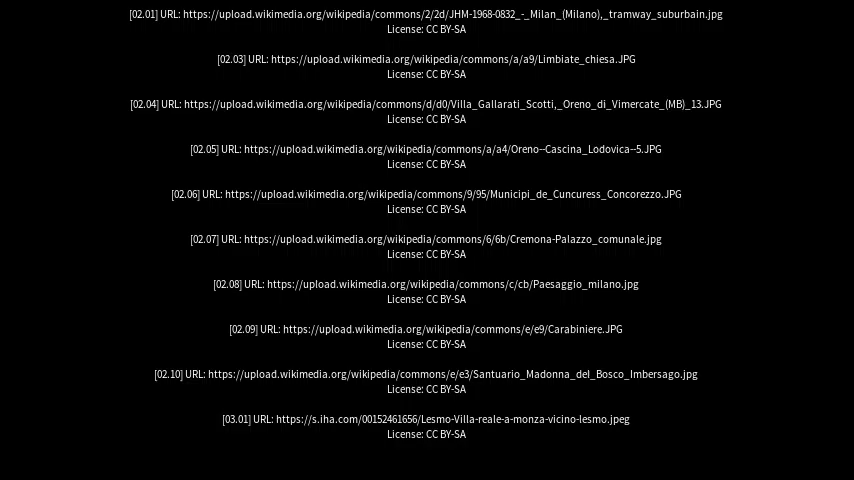 [02.01] URL: https://upload.wikimedia.org/wikipedia/commons/2/2d/JHM-1968-0832_-_Milan_(Milano),_tramway_suburbain.jpg
License: CC BY-SA
[02.03] URL: https://upload.wikimedia.org/wikipedia/commons/a/a9/Limbiate_chiesa.JPG
License: CC BY-SA
[02.04] URL: https://upload.wikimedia.org/wikipedia/commons/d/d0/Villa_Gallarati_Scotti,_Oreno_di_Vimercate_(MB)_13.JPG
License: CC BY-SA
[02.05] URL: https://upload.wikimedia.org/wikipedia/commons/a/a4/Oreno--Cascina_Lodovica--5.JPG
License: CC BY-SA
[02.06] URL: https://upload.wikimedia.org/wikipedia/commons/9/95/Municipi_de_Cuncuress_Concorezzo.JPG
License: CC BY-SA
[02.07] URL: https://upload.wikimedia.org/wikipedia/commons/6/6b/Cremona-Palazzo_comunale.jpg
License: CC BY-SA
[02.08] URL: https://upload.wikimedia.org/wikipedia/commons/c/cb/Paesaggio_milano.jpg
License: CC BY-SA
[02.09] URL: https://upload.wikimedia.org/wikipedia/commons/e/e9/Carabiniere.JPG
License: CC BY-SA
[02.10] URL: https://upload.wikimedia.org/wikipedia/commons/e/e3/Santuario_Madonna_del_Bosco_Imbersago.jpg
License: CC BY-SA
[03.01] URL: https://s.iha.com/00152461656/Lesmo-Villa-reale-a-monza-vicino-lesmo.jpeg
License: CC BY-SA